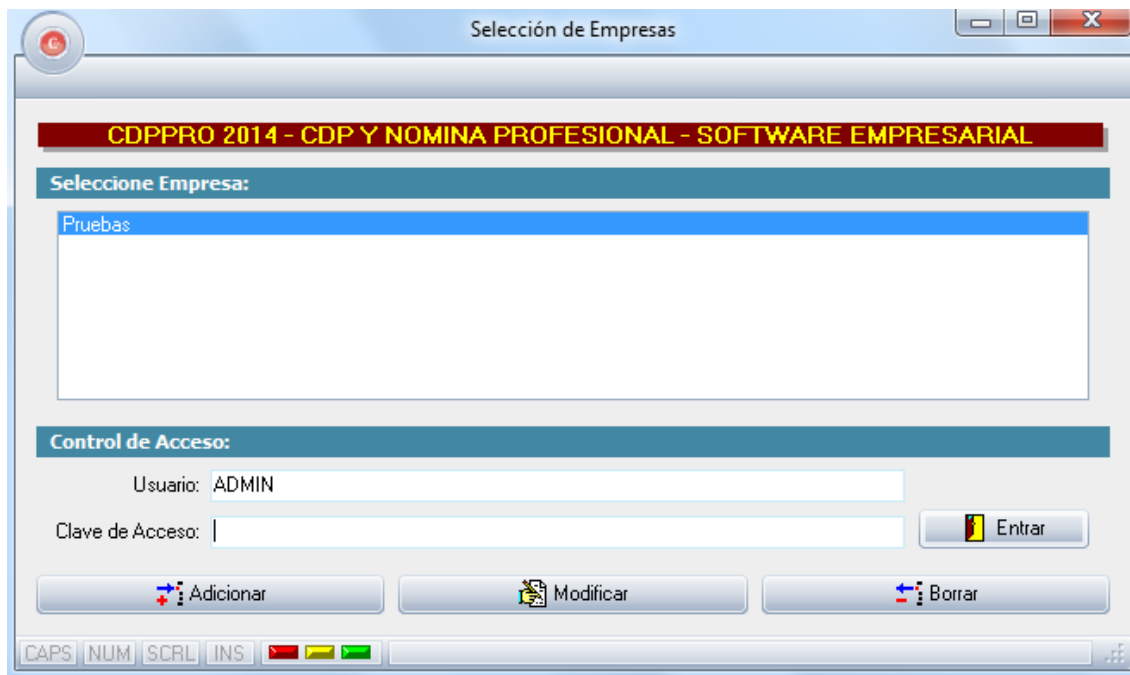 Selección de Empresas
CDPPRO 2014 - CDP Y NOMINA PROFESIONAL - SOFTWARE EMPRESARIAL
Seleccione Empresa:
Pruebas
Control de Acceso:
Usuario: ADMIN
Clave de Acceso:
Entrar
Adicionar Modificar Borrar
CAPS NUM SCRL INS